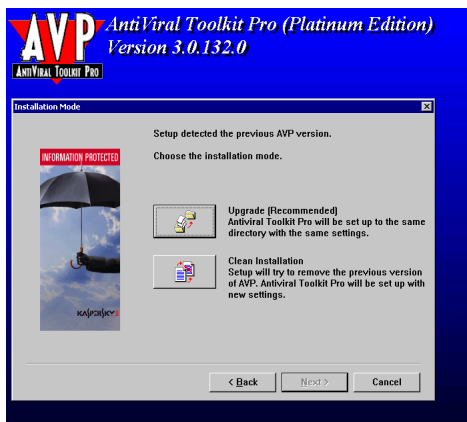 AntiViral Toolkit Pro (Platinum Edition)
Version 3.0.132.0
AVP
ANTIVIRAL TOOLKIT PRO
Installation Mode
Setup detected the previous AVP version.
Choose the installation mode.
INFORMATION PROTECTED
Upgrade (Recommended)
Antiviral Toolkit Pro will be set up to the same
directory with the same settings.
Clean Installation
Setup will try to remove the previous version
of AVP. Antiviral Toolkit Pro will be set up with
new settings.
KASPERSKY
< Back
Next >
Cancel